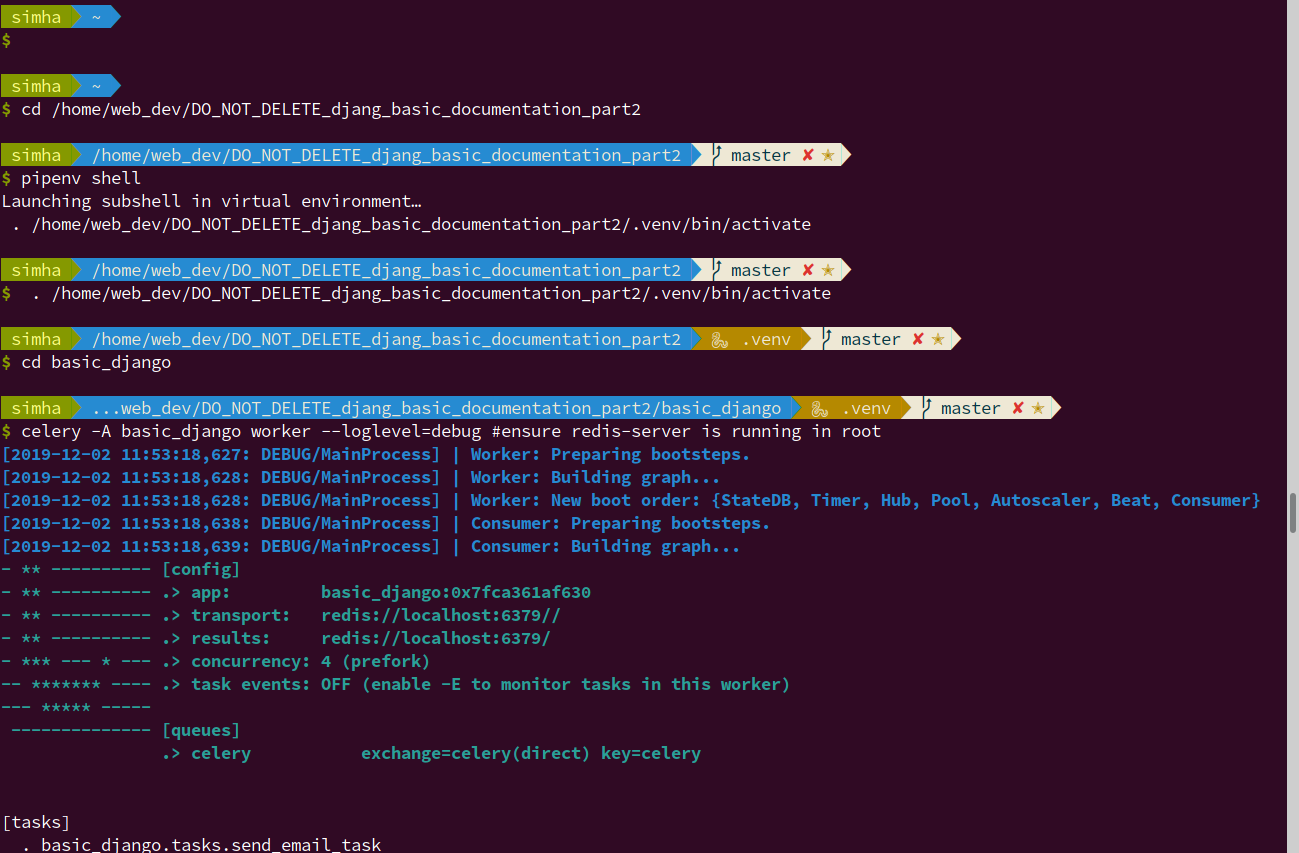 simha ~
$
simha ~
$ cd /home/web_dev/DO_NOT_DELETE_djang_basic_documentation_part2
simha /home/web_dev/DO_NOT_DELETE_djang_basic_documentation_part2 master ✘ ★
$ pipenv shell
Launching subshell in virtual environment…
 . /home/web_dev/DO_NOT_DELETE_djang_basic_documentation_part2/.venv/bin/activate
simha /home/web_dev/DO_NOT_DELETE_djang_basic_documentation_part2 master ✘ ★
$  . /home/web_dev/DO_NOT_DELETE_djang_basic_documentation_part2/.venv/bin/activate
simha /home/web_dev/DO_NOT_DELETE_djang_basic_documentation_part2 .venv master ✘ ★
$ cd basic_django
simha ...web_dev/DO_NOT_DELETE_djang_basic_documentation_part2/basic_django .venv master ✘ ★
$ celery -A basic_django worker --loglevel=debug #ensure redis-server is running in root
[2019-12-02 11:53:18,627: DEBUG/MainProcess] | Worker: Preparing bootsteps.
[2019-12-02 11:53:18,628: DEBUG/MainProcess] | Worker: Building graph...
[2019-12-02 11:53:18,628: DEBUG/MainProcess] | Worker: New boot order: {StateDB, Timer, Hub, Pool, Autoscaler, Beat, Consumer}
[2019-12-02 11:53:18,638: DEBUG/MainProcess] | Consumer: Preparing bootsteps.
[2019-12-02 11:53:18,639: DEBUG/MainProcess] | Consumer: Building graph...
- ** ---------- [config]
- ** ---------- .> app:         basic_django:0x7fca361af630
- ** ---------- .> transport:   redis://localhost:6379//
- ** ---------- .> results:     redis://localhost:6379/
- *** --- * --- .> concurrency: 4 (prefork)
-- ******* ---- .> task events: OFF (enable -E to monitor tasks in this worker)
--- ***** -----
 -------------- [queues]
                .> celery           exchange=celery(direct) key=celery
[tasks]
  . basic_django.tasks.send_email_task